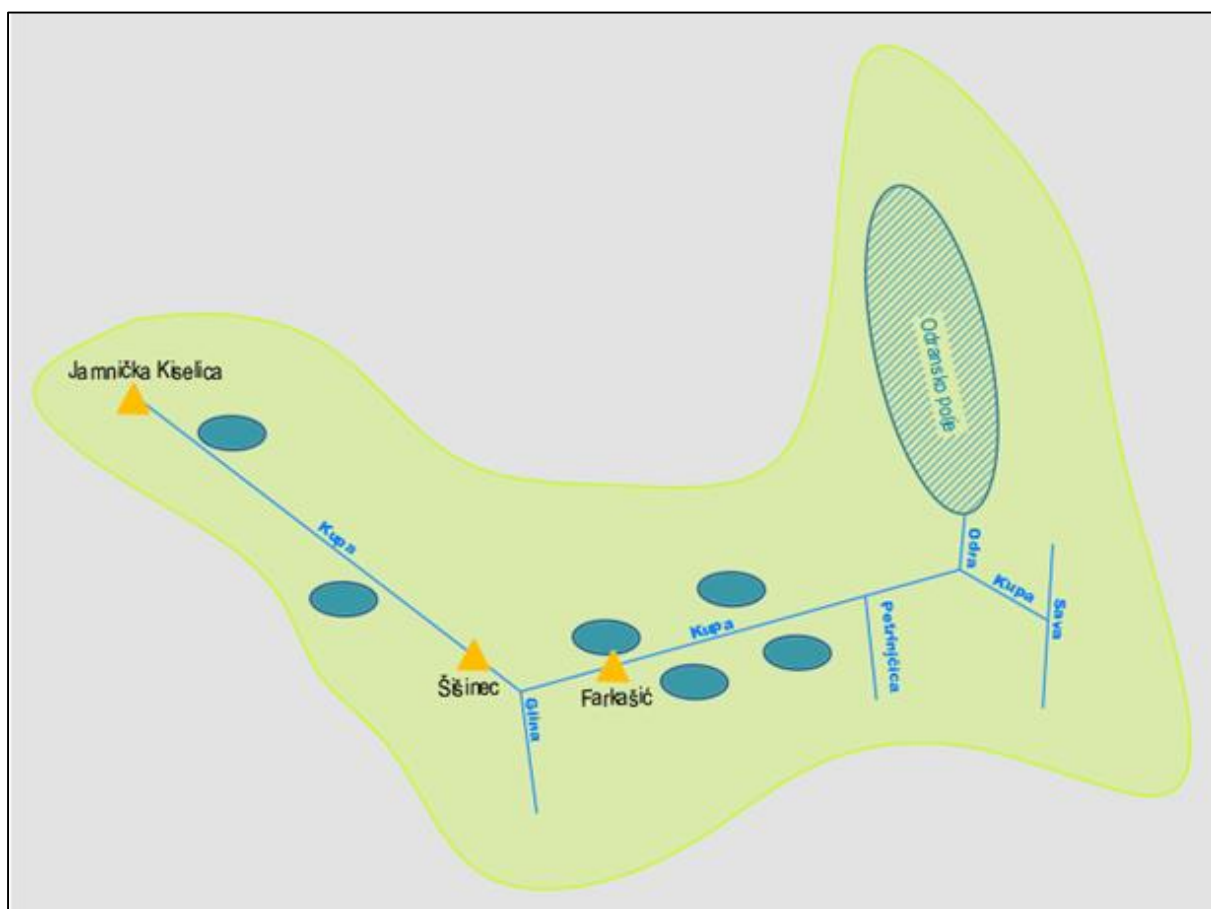 Jamnička Kiselica
Odransko polje
Kupa
Odra
Kupa
Sava
Kupa
Petrinjčica
Šišinec
Farkašić
Glina